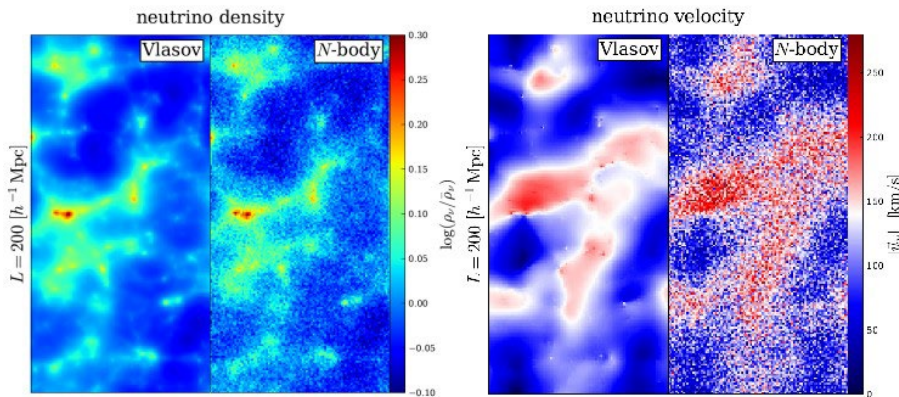 neutrino density
Vlasov
N-body
L = 200 [h⁻¹ Mpc]
0.30
0.25
0.20
0.15
0.10
0.05
0.00
−0.05
−0.10
log(ρν/ρ̄ν)
neutrino velocity
Vlasov
N-body
L = 200 [h⁻¹ Mpc]
250
200
150
100
50
0
[km/s]